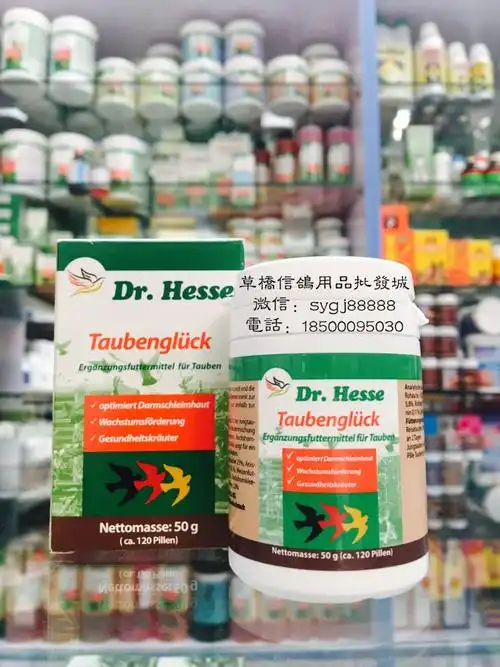 草橋信鴿用品批發城
微信：sygj88888
電話：18500095030
Dr. Hesse
Taubenglück
Ergänzungsfuttermittel für Tauben
✓ optimiert Darmschleimhaut
✓ Wachstumsförderung
✓ Gesundheitskräuter
Nettomasse: 50 g
(ca. 120 Pillen)
Dr. Hesse
Taubenglück
Ergänzungsfuttermittel für Tauben
✓ optimiert Darmschleimhaut
✓ Wachstumsförderung
✓ Gesundheitskräuter
Nettomasse: 50 g (ca. 120 Pillen)